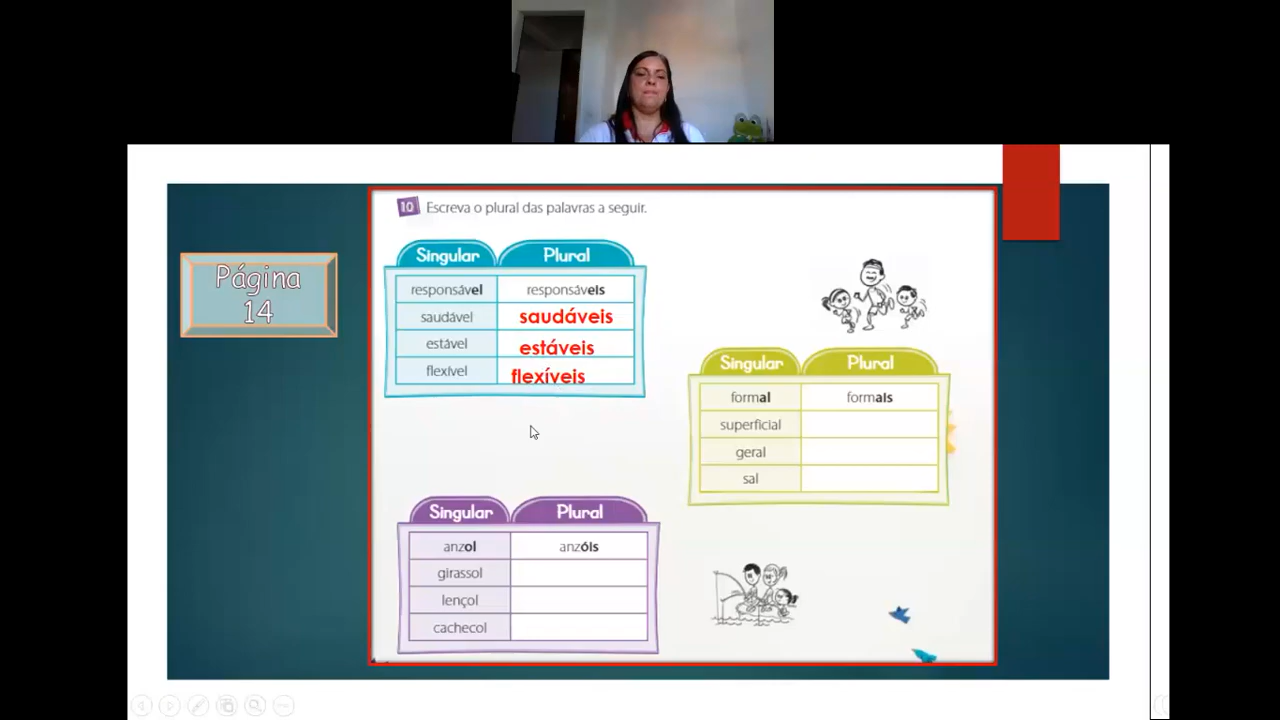 Página
14
10 Escreva o plural das palavras a seguir.
Singular Plural
responsável responsáveis
saudável saudáveis
estável estáveis
flexível flexíveis
Singular Plural
formal formais
superficial
geral
sal
Singular Plural
anzol anzóis
girassol
lençol
cachecol